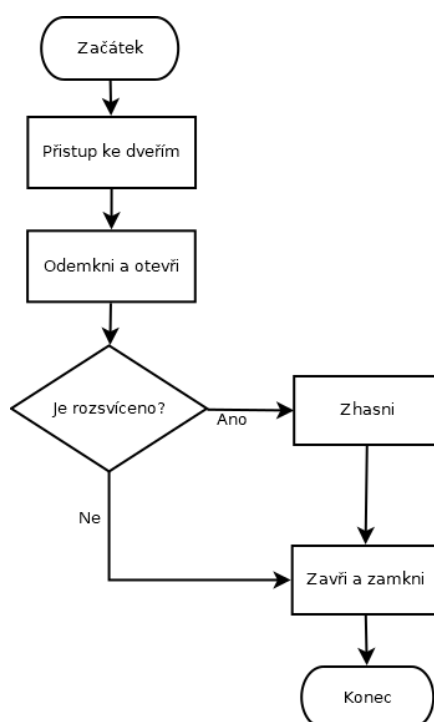 Začátek
Přistup ke dveřím
Odemkni a otevři
Je rozsvíceno?
Ano
Zhasni
Ne
Zavři a zamkni
Konec